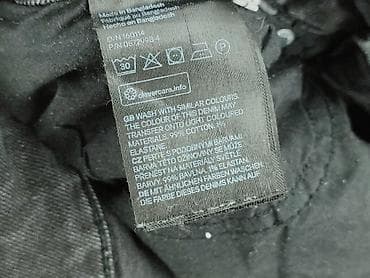 Made in Bangladesh
Fabriqué au Bangladesh
Hecho en Bangladesh
P/N 160114
30
clevercare.info
GB WASH WITH SIMILAR COLOURS
THE COLOUR OF THIS DENIM MAY
TRANSFER ONTO LIGHT-COLOURED
MATERIALS. 99% COTTON, 1%
ELASTANE.
CZ PERTE S PODOBNÝMI BARVAMI
BARVA TÉTO DŽÍNOVINY SE MŮŽE
PŘENÉST NA MATERIÁLY SVĚTLÉ
BARVY. 99% BAVLNA, 1% ELAST.
DE MIT ÄHNLICHEN FARBEN WASCHEN.
DIE FARBE DIESES DENIMS KANN AUF